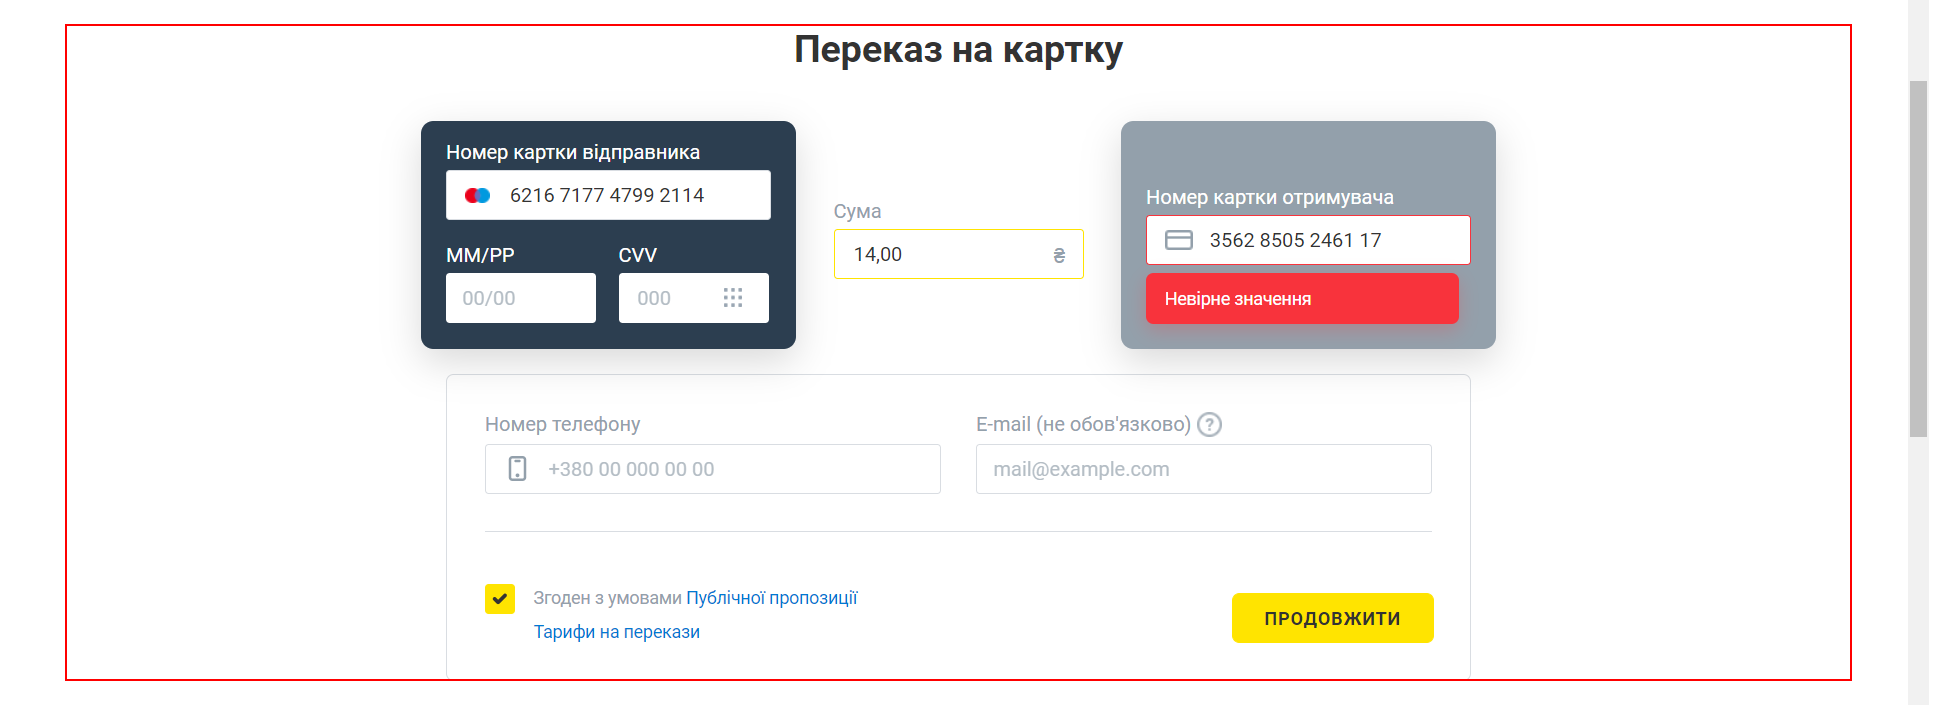 Переказ на картку
Номер картки відправника
6216 7177 4799 2114
ММ/РР
CVV
00/00
000
Сума
14,00 ₴
Номер картки отримувача
3562 8505 2461 17
Невірне значення
Номер телефону
+380 00 000 00 00
E-mail (не обов'язково) ?
mail@example.com
Згоден з умовами Публічної пропозиції
Тарифи на перекази
ПРОДОВЖИТИ